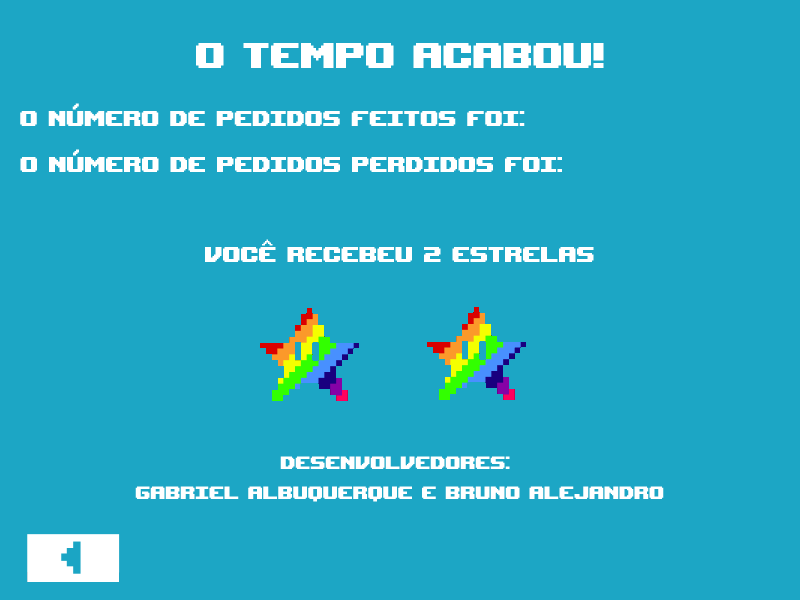 O TEMPO ACABOU!
O NÚMERO DE PEDIDOS FEITOS FOI:
O NÚMERO DE PEDIDOS PERDIDOS FOI:
VOCÊ RECEBEU 2 ESTRELAS
DESENVOLVEDORES:
GABRIEL ALBUQUERQUE E BRUNO ALEJANDRO